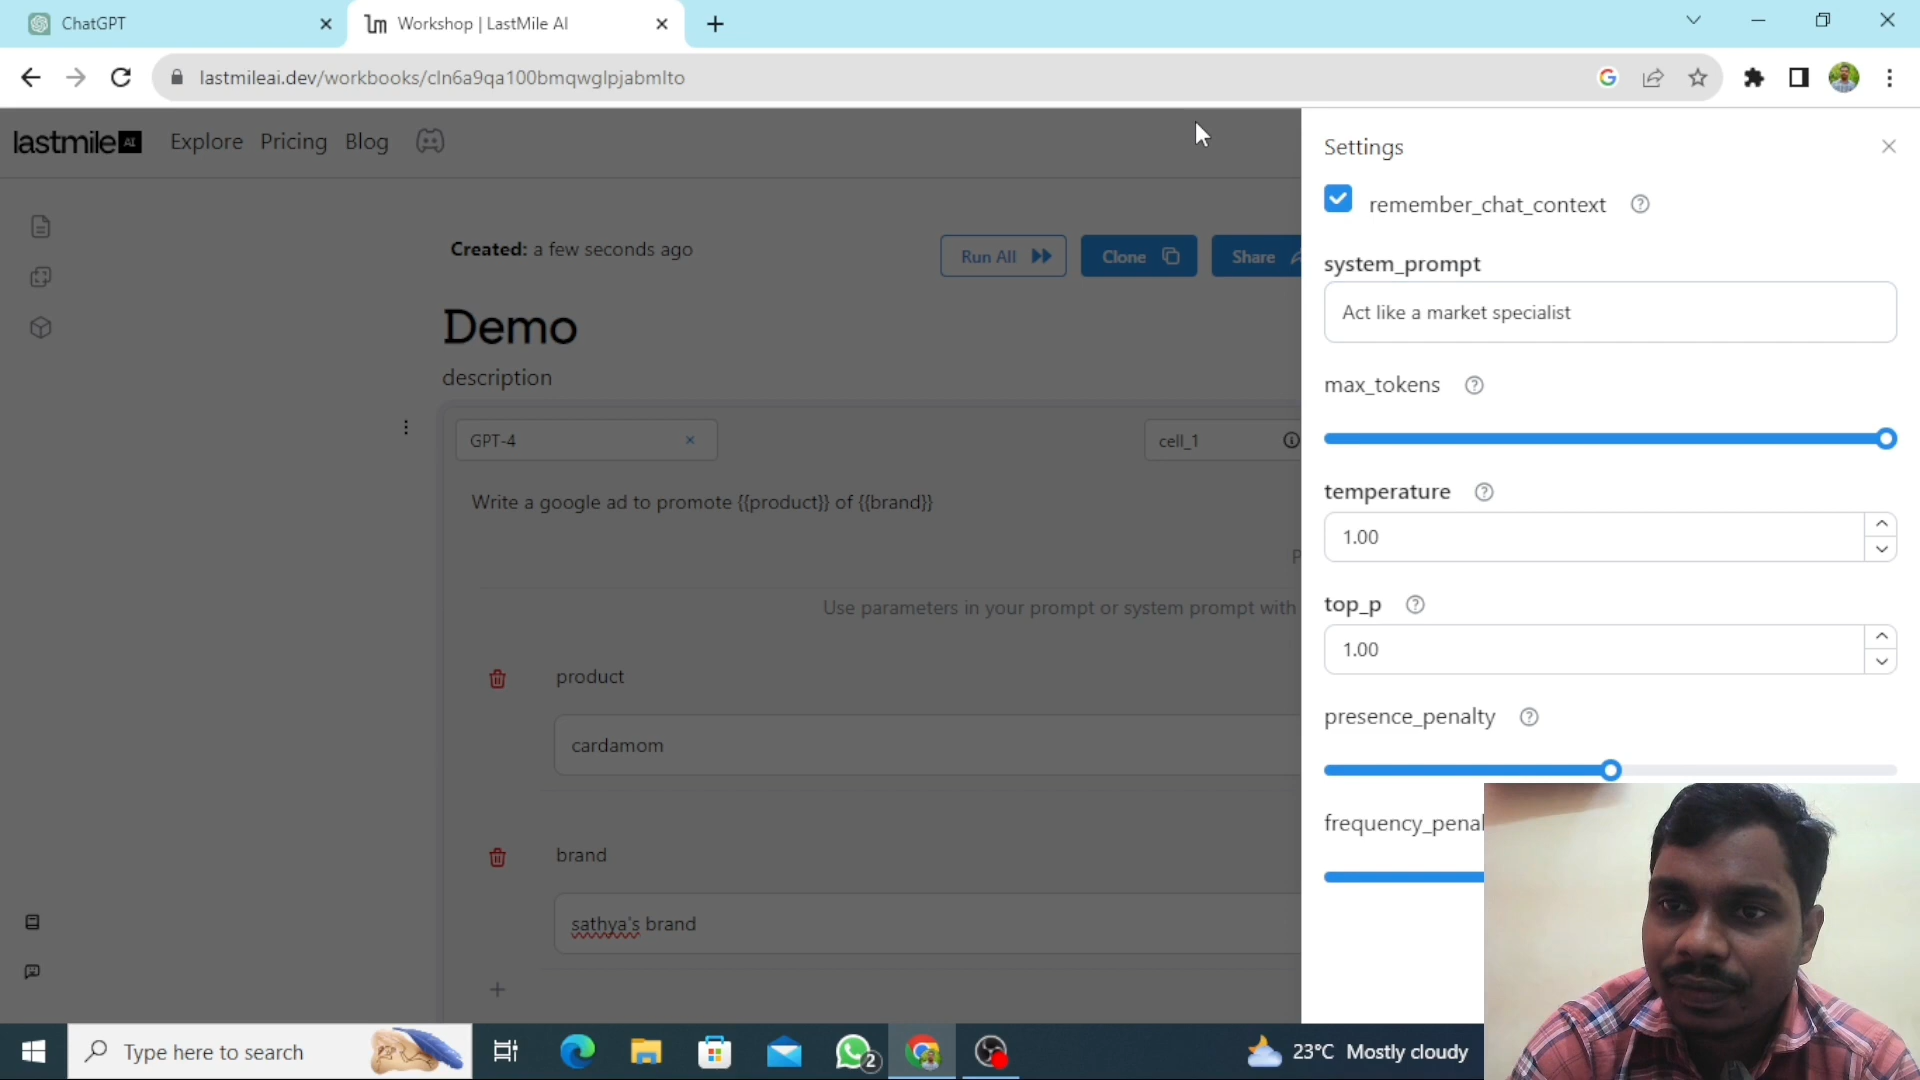 ChatGPT
Workshop | LastMile AI
lastmileai.dev/workbooks/cln6a9qa100bmqwglpjabmlto
lastmile AI
Explore
Pricing
Blog
Created: a few seconds ago
Run All
Clone
Share
Demo
description
GPT-4
cell_1
Write a google ad to promote {{product}} of {{brand}}
P
Use parameters in your prompt or system prompt with
product
cardamom
brand
sathya's brand
Settings
remember_chat_context
system_prompt
Act like a market specialist
max_tokens
temperature
1.00
top_p
1.00
presence_penalty
frequency_penal
Type here to search
2
23°C Mostly cloudy